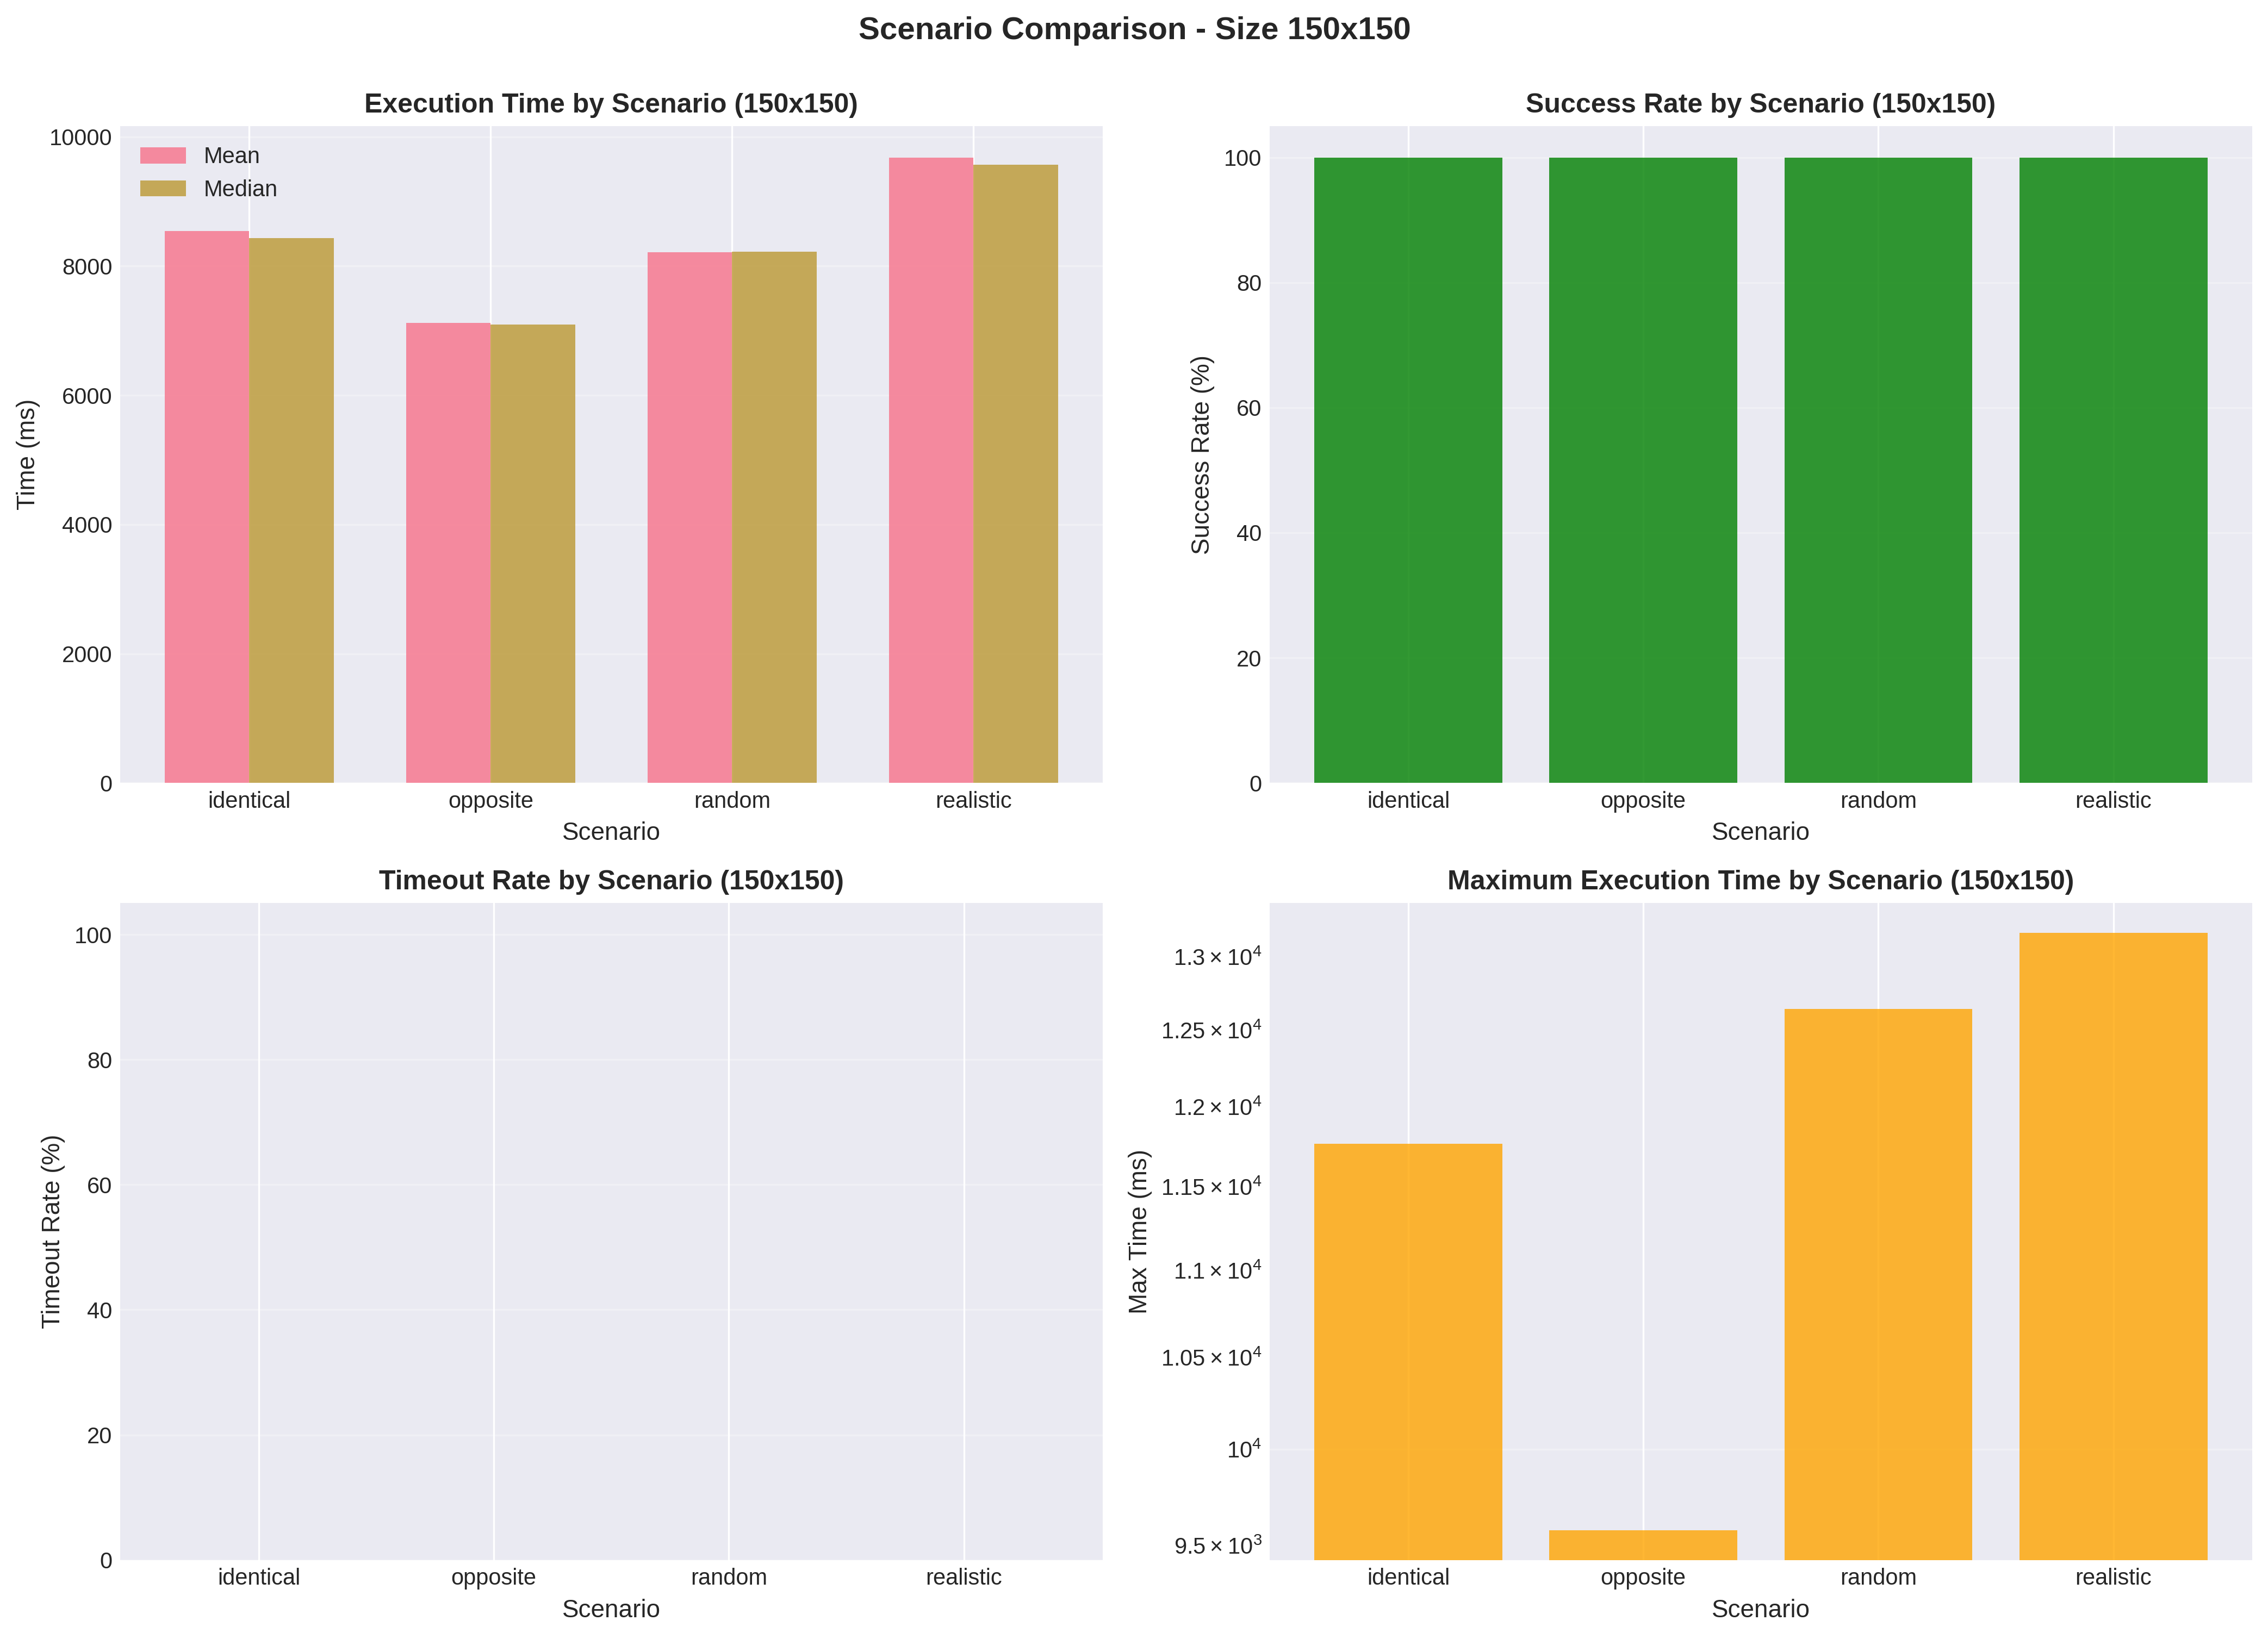 Scenario Comparison - Size 150x150
Execution Time by Scenario (150x150)
Mean
Median
10000
8000
6000
4000
2000
0
Time (ms)
identical opposite random realistic
Scenario
Success Rate by Scenario (150x150)
100
80
60
40
20
0
Success Rate (%)
identical opposite random realistic
Scenario
Timeout Rate by Scenario (150x150)
100
80
60
40
20
0
Timeout Rate (%)
identical opposite random realistic
Scenario
Maximum Execution Time by Scenario (150x150)
1.3 × 10⁴
1.25 × 10⁴
1.2 × 10⁴
1.15 × 10⁴
1.1 × 10⁴
1.05 × 10⁴
10⁴
9.5 × 10³
Max Time (ms)
identical opposite random realistic
Scenario